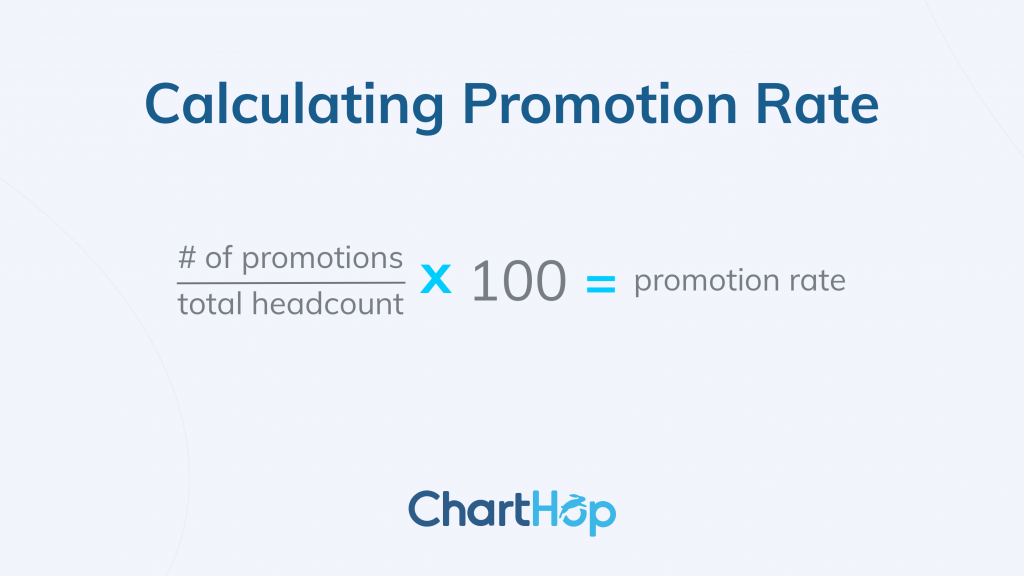 Calculating Promotion Rate
# of promotions
total headcount
x 100 = promotion rate
ChartHop